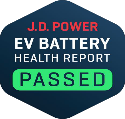 J.D. POWER
EV BATTERY
HEALTH REPORT
PASSED